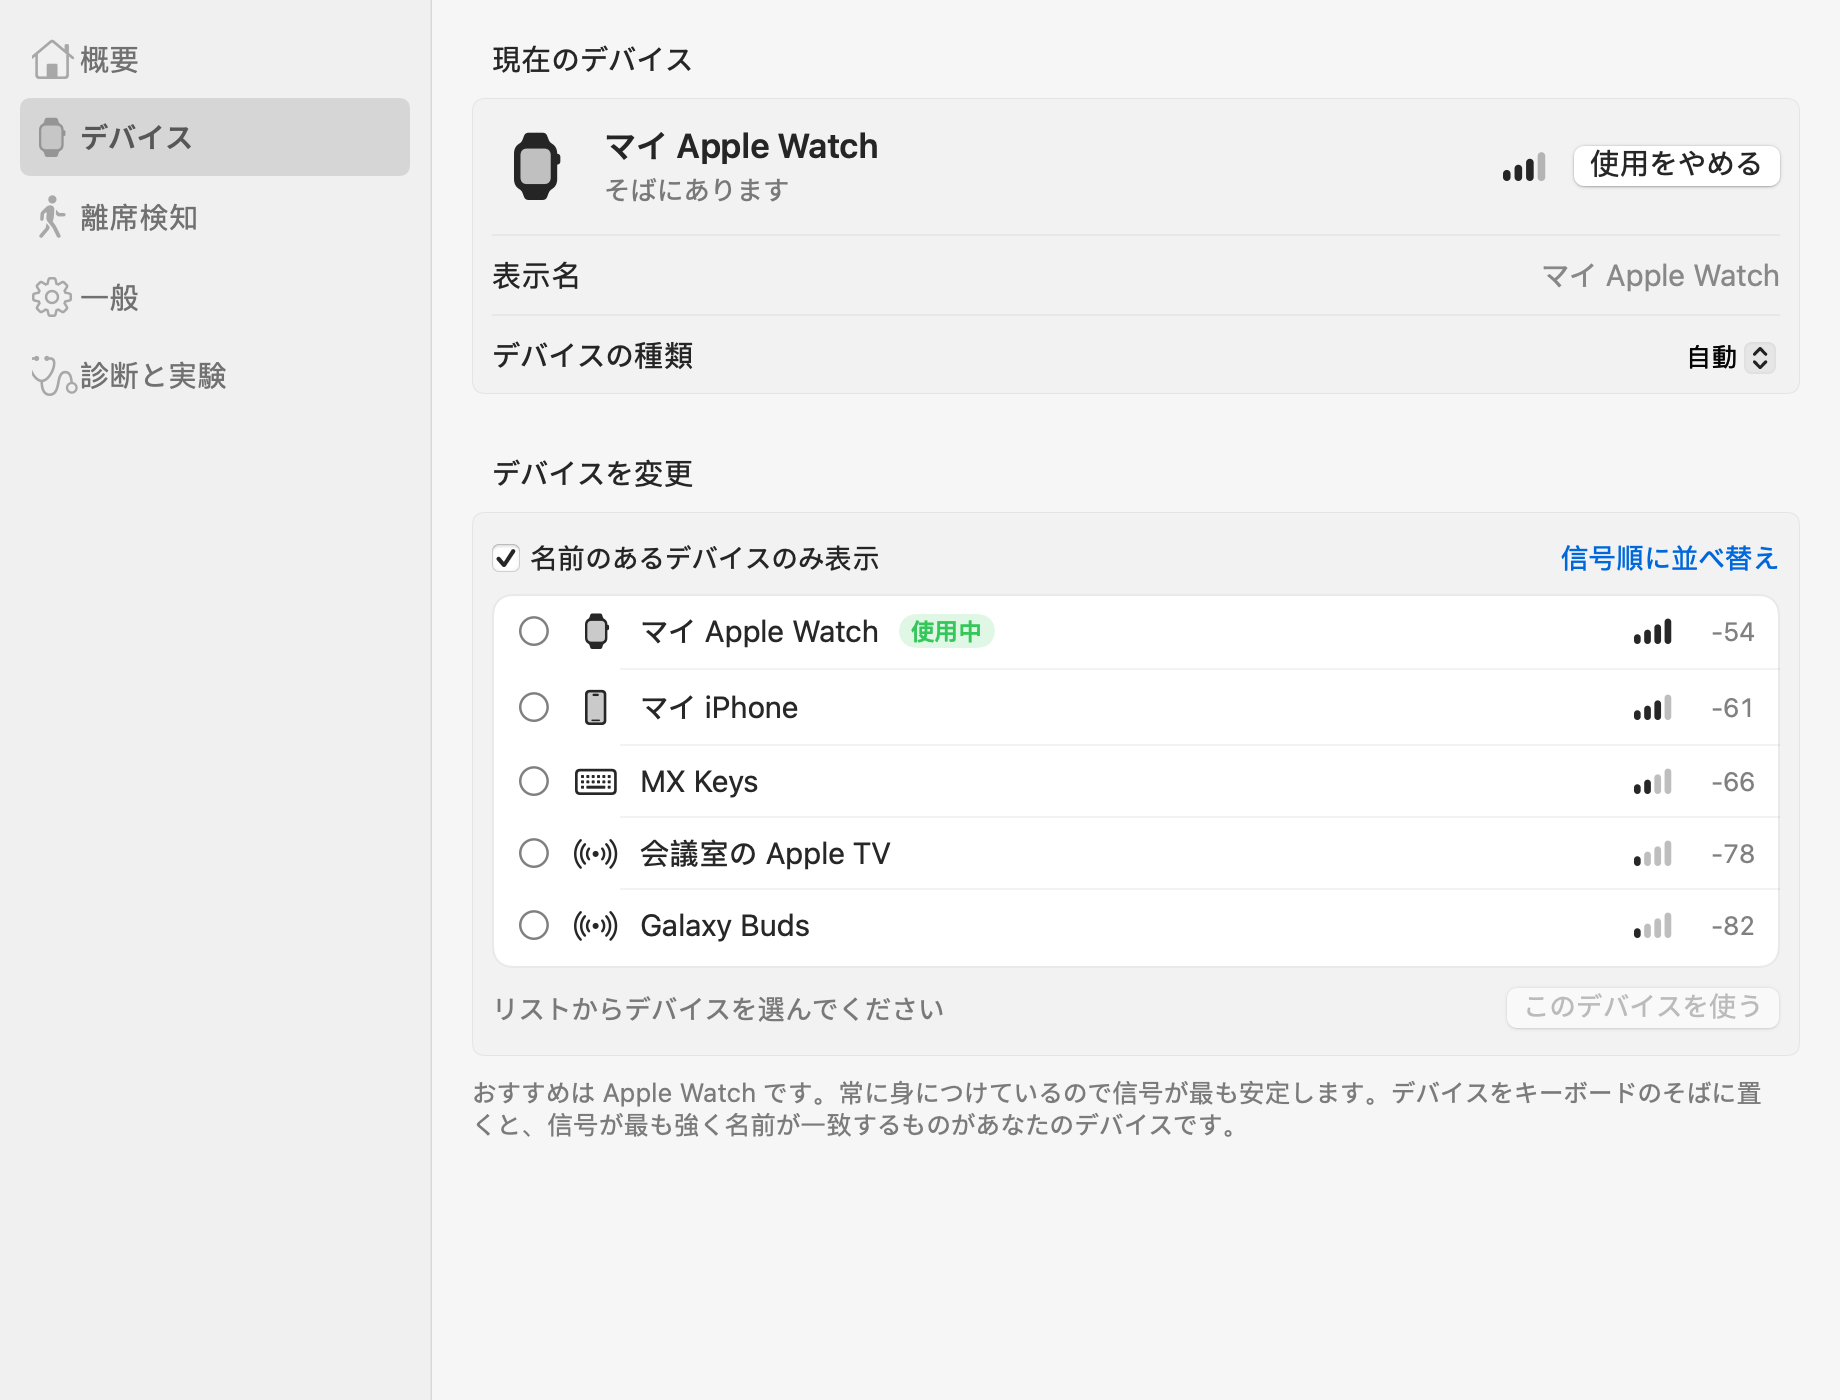 概要
デバイス
離席検知
一般
診断と実験
現在のデバイス
マイ Apple Watch
そばにあります
使用をやめる
表示名
マイ Apple Watch
デバイスの種類
自動
デバイスを変更
名前のあるデバイスのみ表示
信号順に並べ替え
マイ Apple Watch 使用中 -54
マイ iPhone -61
MX Keys -66
会議室の Apple TV -78
Galaxy Buds -82
リストからデバイスを選んでください
このデバイスを使う
おすすめは Apple Watch です。常に身につけているので信号が最も安定します。デバイスをキーボードのそばに置
くと、信号が最も強く名前が一致するものがあなたのデバイスです。